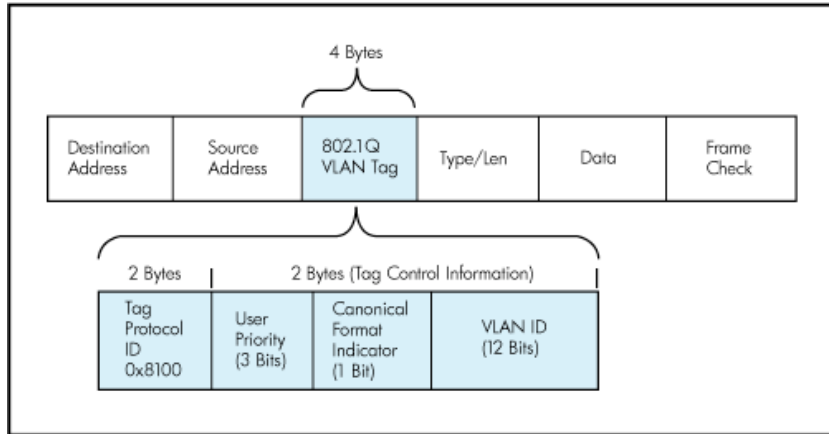 4 Bytes
Destination
Address
Source
Address
802.1Q
VLAN Tag
Type/Len
Data
Frame
Check
2 Bytes
2 Bytes (Tag Control Information)
Tag
Protocol
ID
0x8100
User
Priority
(3 Bits)
Canonical
Format
Indicator
(1 Bit)
VLAN ID
(12 Bits)